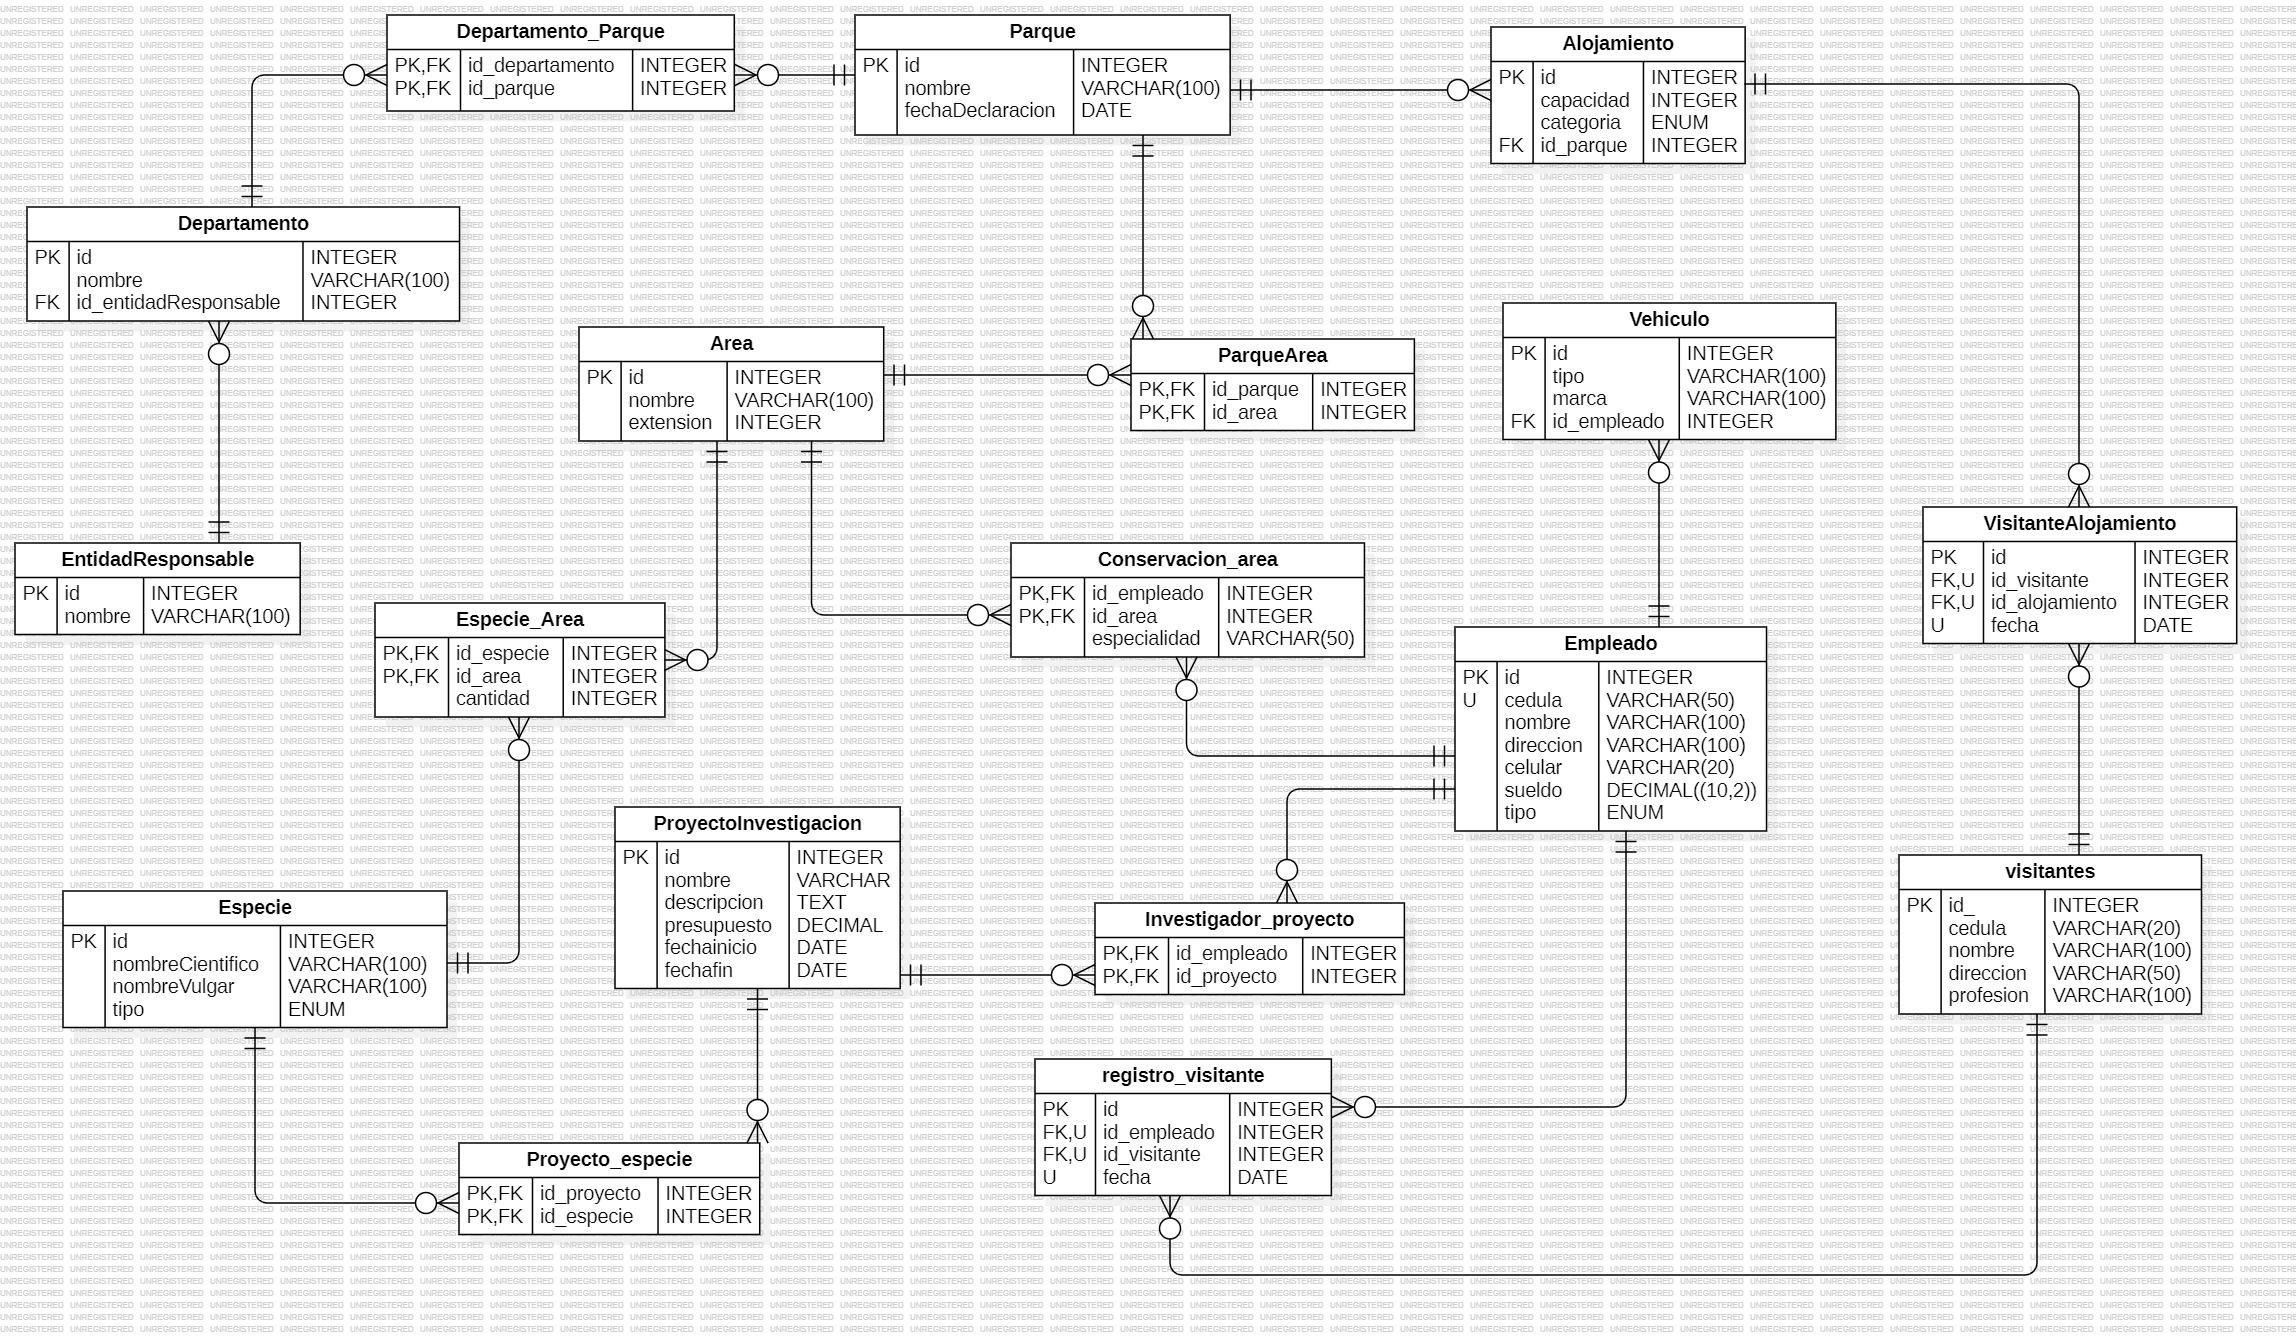 Departamento_Parque
PK,FK id_departamento INTEGER
PK,FK id_parque INTEGER
Parque
PK id INTEGER
nombre VARCHAR(100)
fechaDeclaracion DATE
Alojamiento
PK id INTEGER
capacidad INTEGER
categoria ENUM
FK id_parque INTEGER
Departamento
PK id INTEGER
nombre VARCHAR(100)
FK id_entidadResponsable INTEGER
Area
PK id INTEGER
nombre VARCHAR(100)
extension INTEGER
ParqueArea
PK,FK id_parque INTEGER
PK,FK id_area INTEGER
Vehiculo
PK id INTEGER
tipo VARCHAR(100)
marca VARCHAR(100)
FK id_empleado INTEGER
VisitanteAlojamiento
PK id INTEGER
FK,U id_visitante INTEGER
FK,U id_alojamiento INTEGER
U fecha DATE
EntidadResponsable
PK id INTEGER
nombre VARCHAR(100)
Especie_Area
PK,FK id_especie INTEGER
PK,FK id_area INTEGER
cantidad INTEGER
Conservacion_area
PK,FK id_empleado INTEGER
PK,FK id_area INTEGER
especialidad VARCHAR(50)
Empleado
PK id INTEGER
U cedula VARCHAR(50)
nombre VARCHAR(100)
direccion VARCHAR(100)
celular VARCHAR(20)
sueldo DECIMAL((10,2))
tipo ENUM
ProyectoInvestigacion
PK id INTEGER
nombre VARCHAR
descripcion TEXT
presupuesto DECIMAL
fechainicio DATE
fechafin DATE
visitantes
PK id_ INTEGER
cedula VARCHAR(20)
nombre VARCHAR(100)
direccion VARCHAR(50)
profesion VARCHAR(100)
Especie
PK id INTEGER
nombreCientifico VARCHAR(100)
nombreVulgar VARCHAR(100)
tipo ENUM
Investigador_proyecto
PK,FK id_empleado INTEGER
PK,FK id_proyecto INTEGER
registro_visitante
PK id INTEGER
FK,U id_empleado INTEGER
FK,U id_visitante INTEGER
U fecha DATE
Proyecto_especie
PK,FK id_proyecto INTEGER
PK,FK id_especie INTEGER
UNREGISTERED